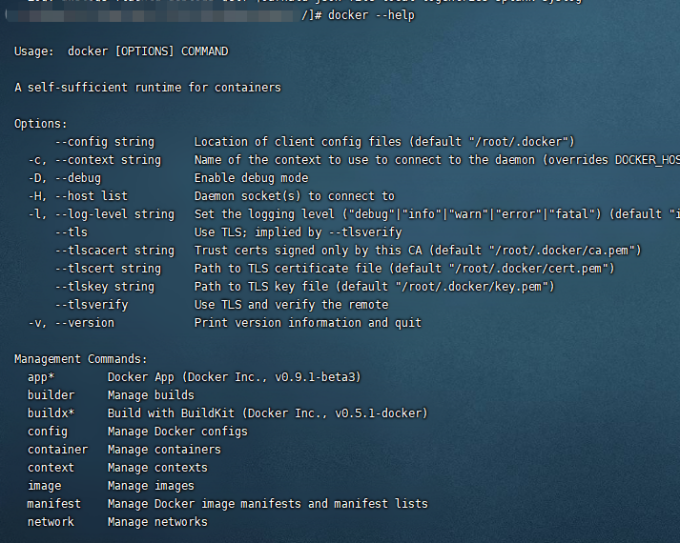 /]# docker --help
Usage:  docker [OPTIONS] COMMAND
A self-sufficient runtime for containers
Options:
      --config string      Location of client config files (default "/root/.docker")
  -c, --context string     Name of the context to use to connect to the daemon (overrides DOCKER_HOS
  -D, --debug              Enable debug mode
  -H, --host list          Daemon socket(s) to connect to
  -l, --log-level string   Set the logging level ("debug"|"info"|"warn"|"error"|"fatal") (default "i
      --tls                Use TLS; implied by --tlsverify
      --tlscacert string   Trust certs signed only by this CA (default "/root/.docker/ca.pem")
      --tlscert string     Path to TLS certificate file (default "/root/.docker/cert.pem")
      --tlskey string      Path to TLS key file (default "/root/.docker/key.pem")
      --tlsverify          Use TLS and verify the remote
  -v, --version            Print version information and quit
Management Commands:
  app*        Docker App (Docker Inc., v0.9.1-beta3)
  builder     Manage builds
  buildx*     Build with BuildKit (Docker Inc., v0.5.1-docker)
  config      Manage Docker configs
  container   Manage containers
  context     Manage contexts
  image       Manage images
  manifest    Manage Docker image manifests and manifest lists
  network     Manage networks